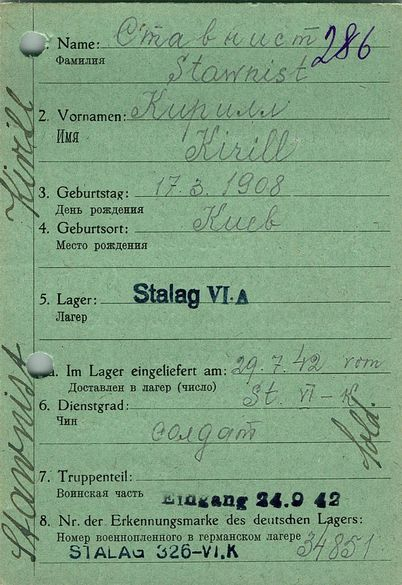 1. Name: Ставнист 286
Фамилия
Stawnist
2. Vornamen: Кирилл
Имя
Kirill
3. Geburtstag: 17. 3. 1908
День рождения
4. Geburtsort: Киев
Место рождения
5. Lager: Stalag VI.A
Лагерь
a. Im Lager eingeliefert am: 29.7.42 vom
Доставлен в лагерь (число)
6. Dienstgrad: St. VI-K
Чин
солдат
Sold.
7. Truppenteil:
Воинская часть Eingang 24.9 42
8. Nr. der Erkennungsmarke des deutschen Lagers:
Номер военнопленного в германском лагере 34851
STALAG 326-VI.K
Stawnist Kirill